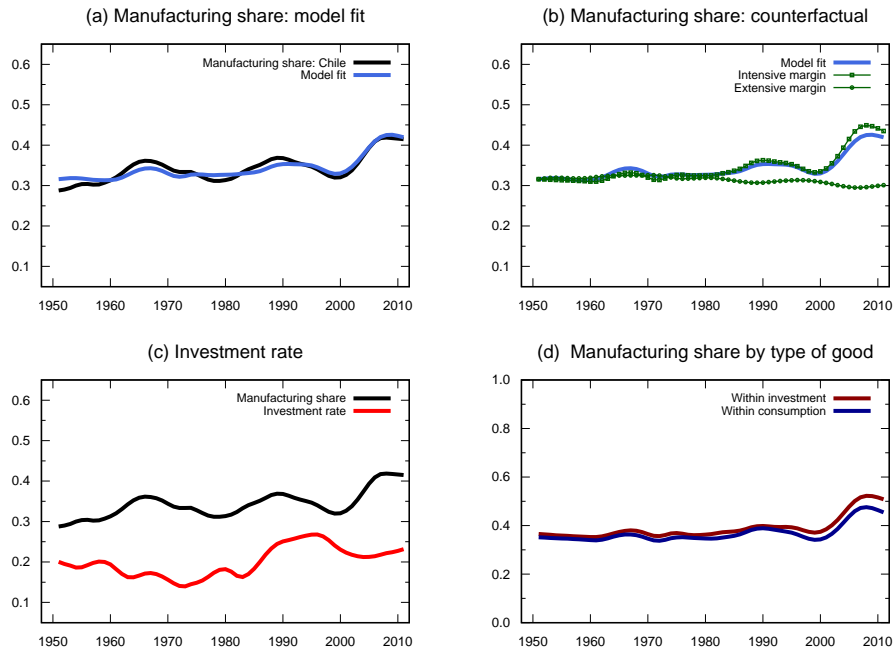 (a) Manufacturing share: model fit
0.6
0.5
0.4
0.3
0.2
0.1
1950 1960 1970 1980 1990 2000 2010
Manufacturing share: Chile
Model fit
(b) Manufacturing share: counterfactual
0.6
0.5
0.4
0.3
0.2
0.1
1950 1960 1970 1980 1990 2000 2010
Model fit
Intensive margin
Extensive margin
(c) Investment rate
0.6
0.5
0.4
0.3
0.2
0.1
1950 1960 1970 1980 1990 2000 2010
Manufacturing share
Investment rate
(d) Manufacturing share by type of good
1.0
0.8
0.6
0.4
0.2
0.0
1950 1960 1970 1980 1990 2000 2010
Within investment
Within consumption